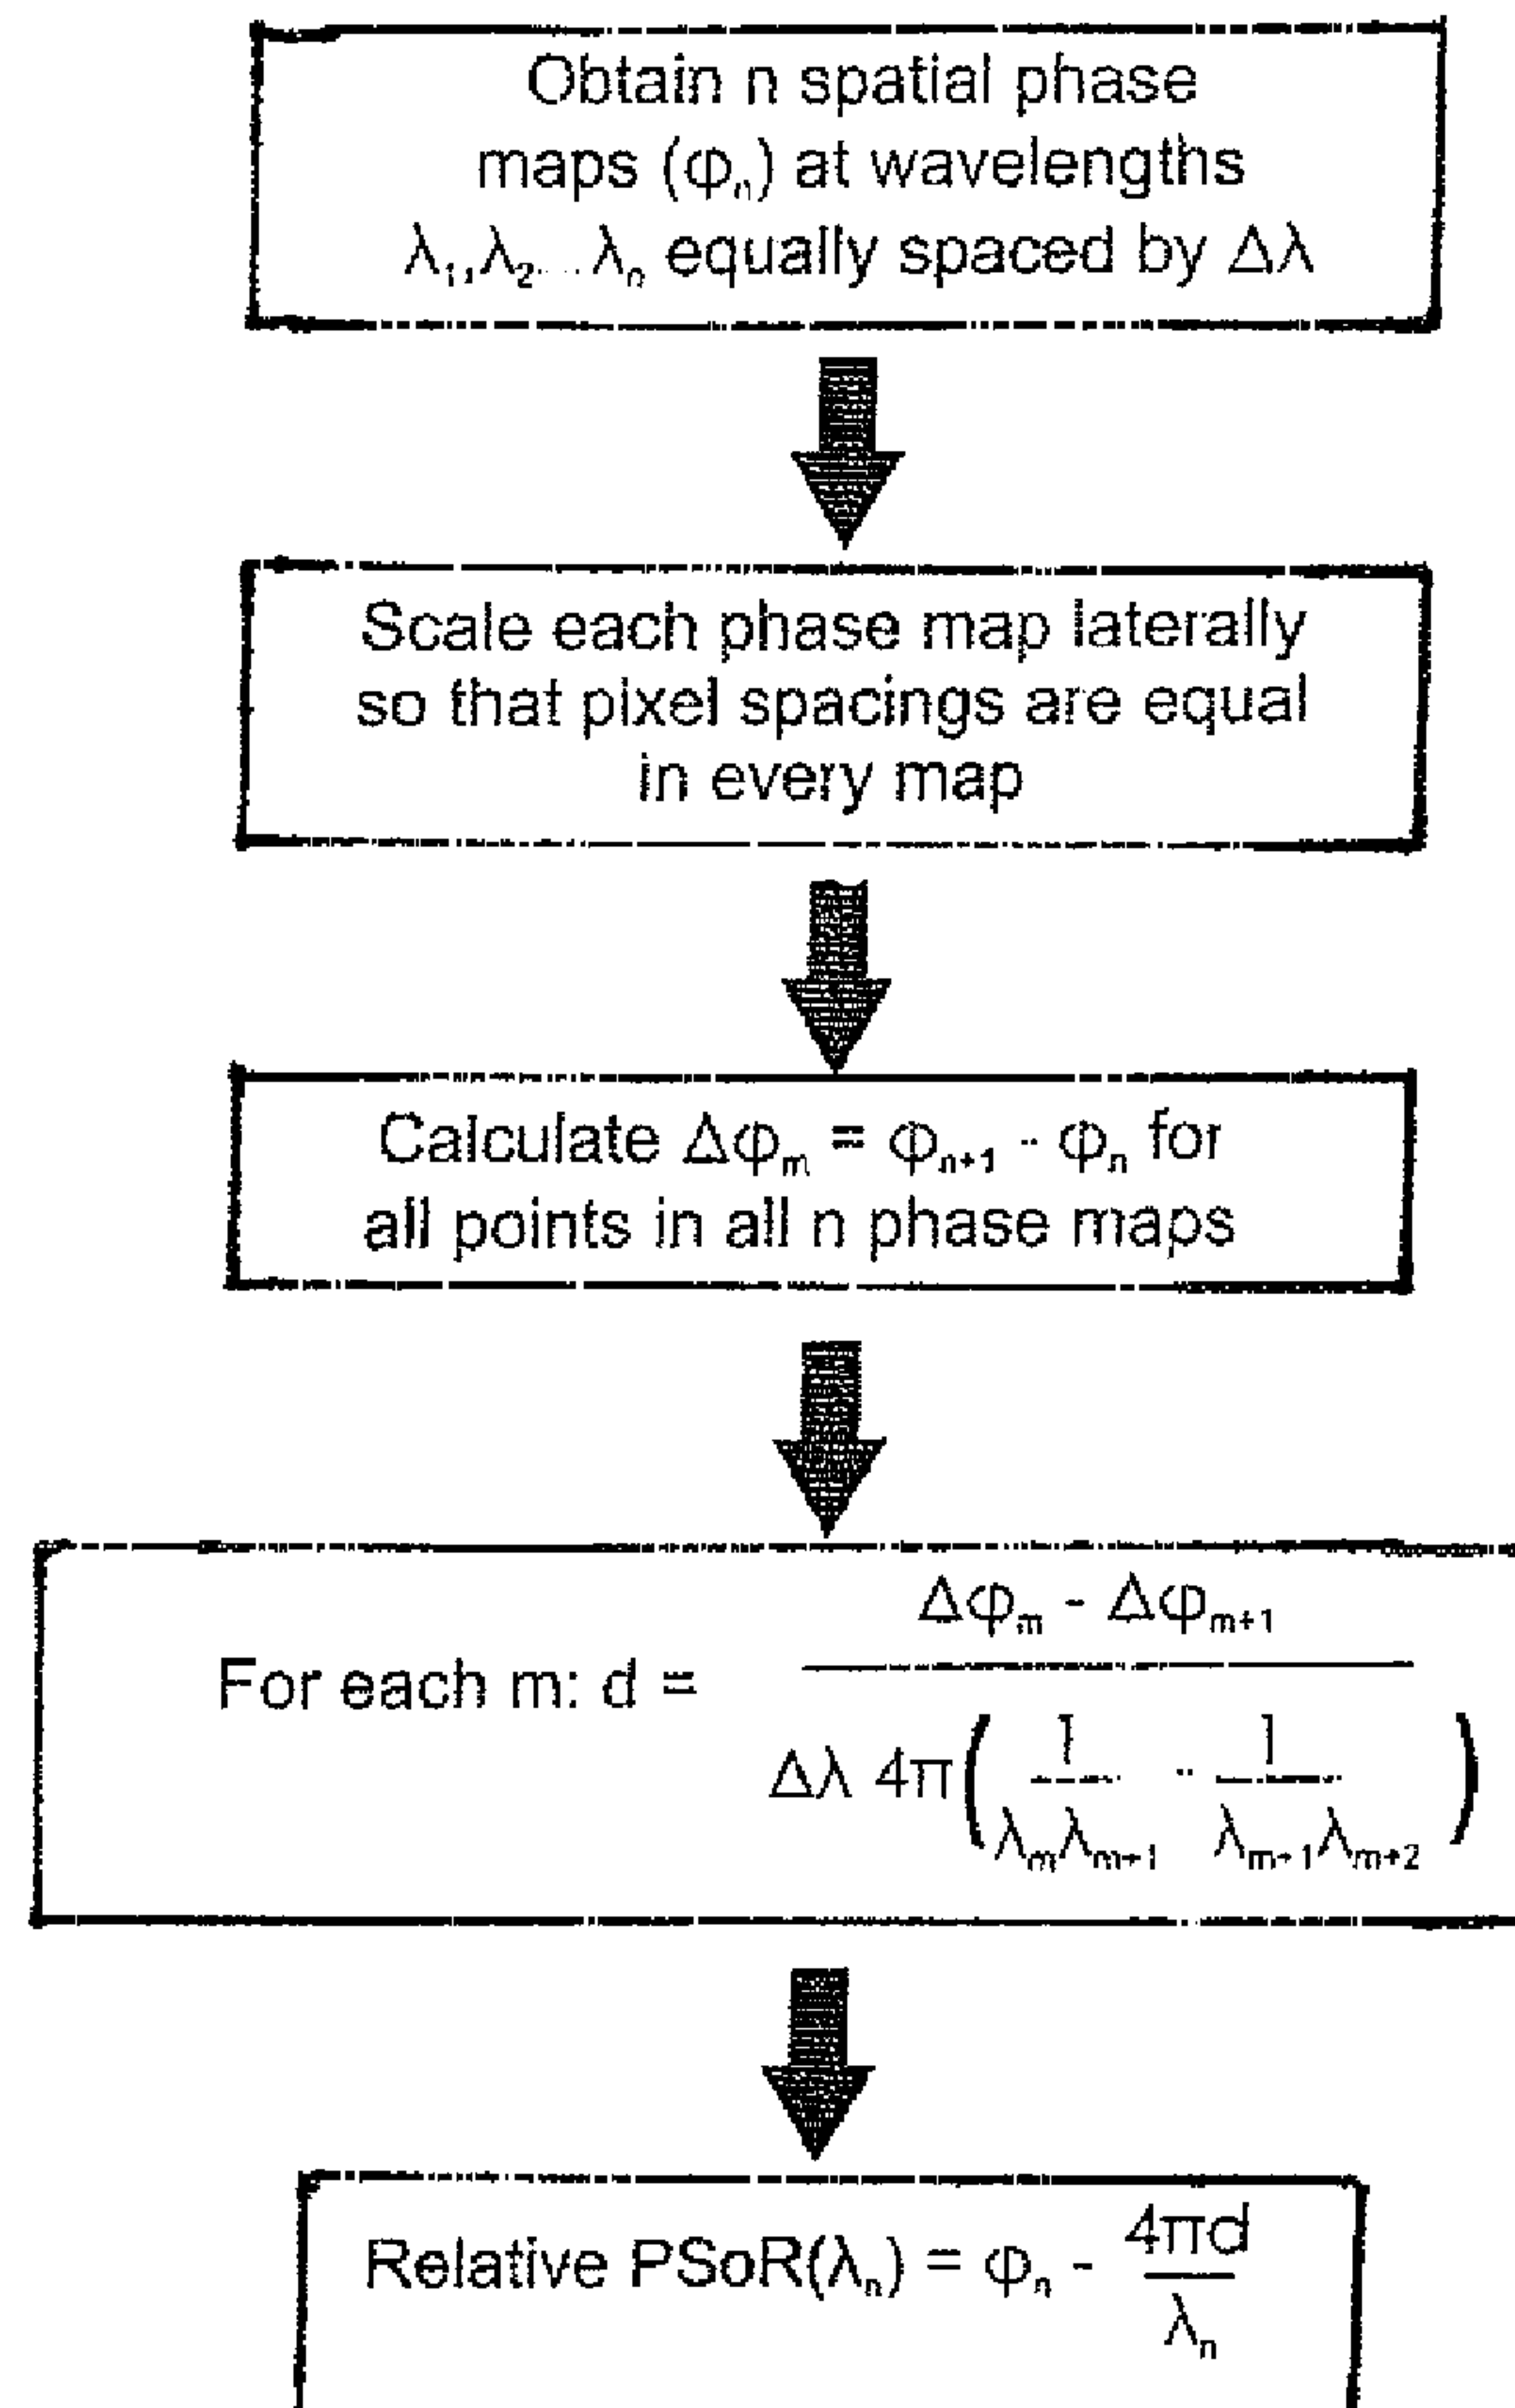 Obtain n spatial phase
maps (φₙ) at wavelengths
λ₁,λ₂....λₙ equally spaced by Δλ
Scale each phase map laterally
so that pixel spacings are equal
in every map
Calculate Δφₘ = φₙ₊₁ - φₙ for
all points in all n phase maps
For each m: d = (Δφₘ - Δφₘ₊₁) / (Δλ 4π(1/(λₘλₘ₊₁) - 1/(λₘ₊₁λₘ₊₂)))
Relative PSoR(λₙ) = φₙ - 4πd/λₙ